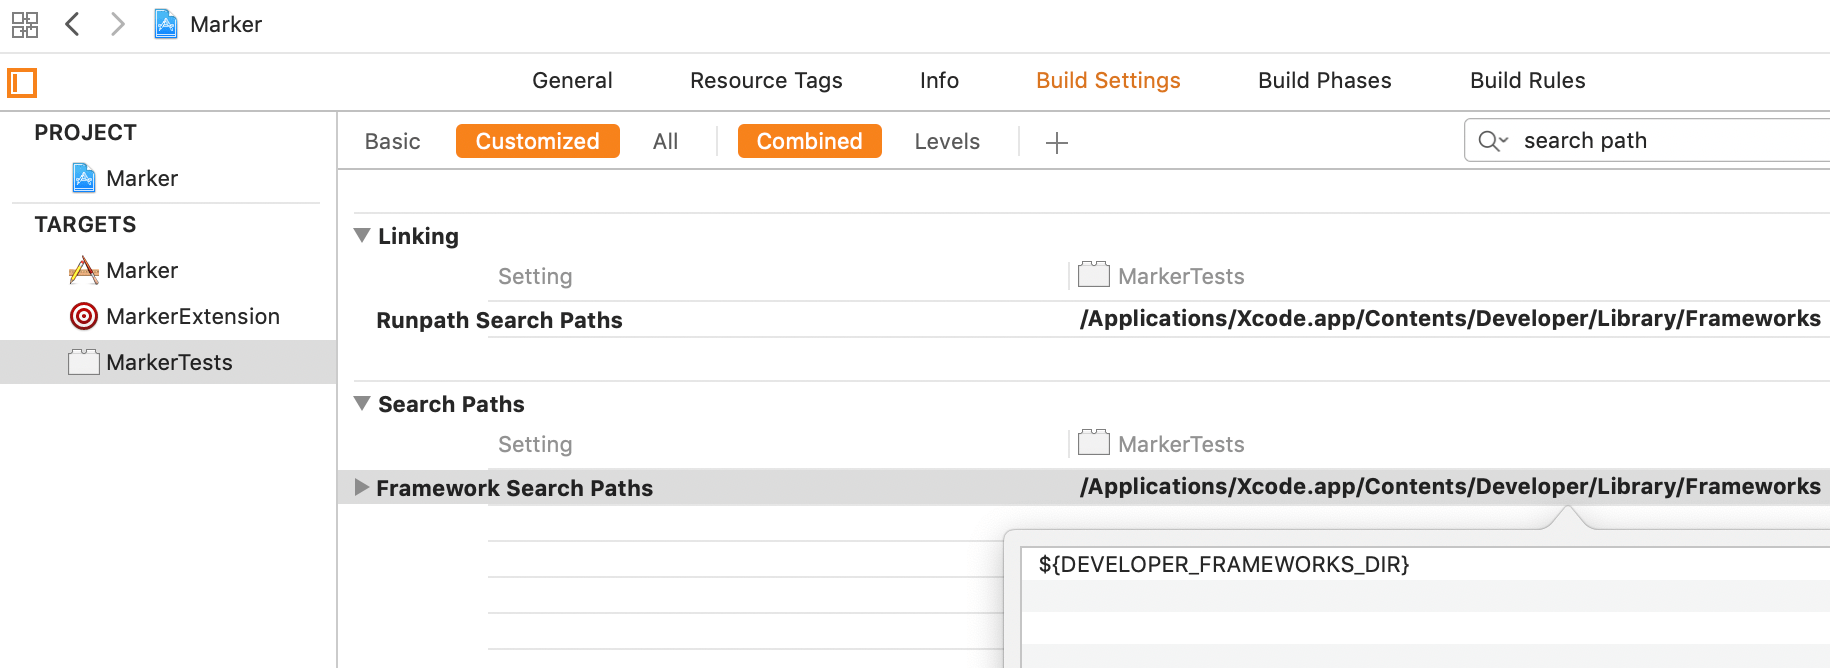 Marker
General Resource Tags Info Build Settings Build Phases Build Rules
PROJECT
Marker
TARGETS
Marker
MarkerExtension
MarkerTests
Basic Customized All Combined Levels search path
Linking
Setting MarkerTests
Runpath Search Paths /Applications/Xcode.app/Contents/Developer/Library/Frameworks
Search Paths
Setting MarkerTests
Framework Search Paths /Applications/Xcode.app/Contents/Developer/Library/Frameworks
${DEVELOPER_FRAMEWORKS_DIR}